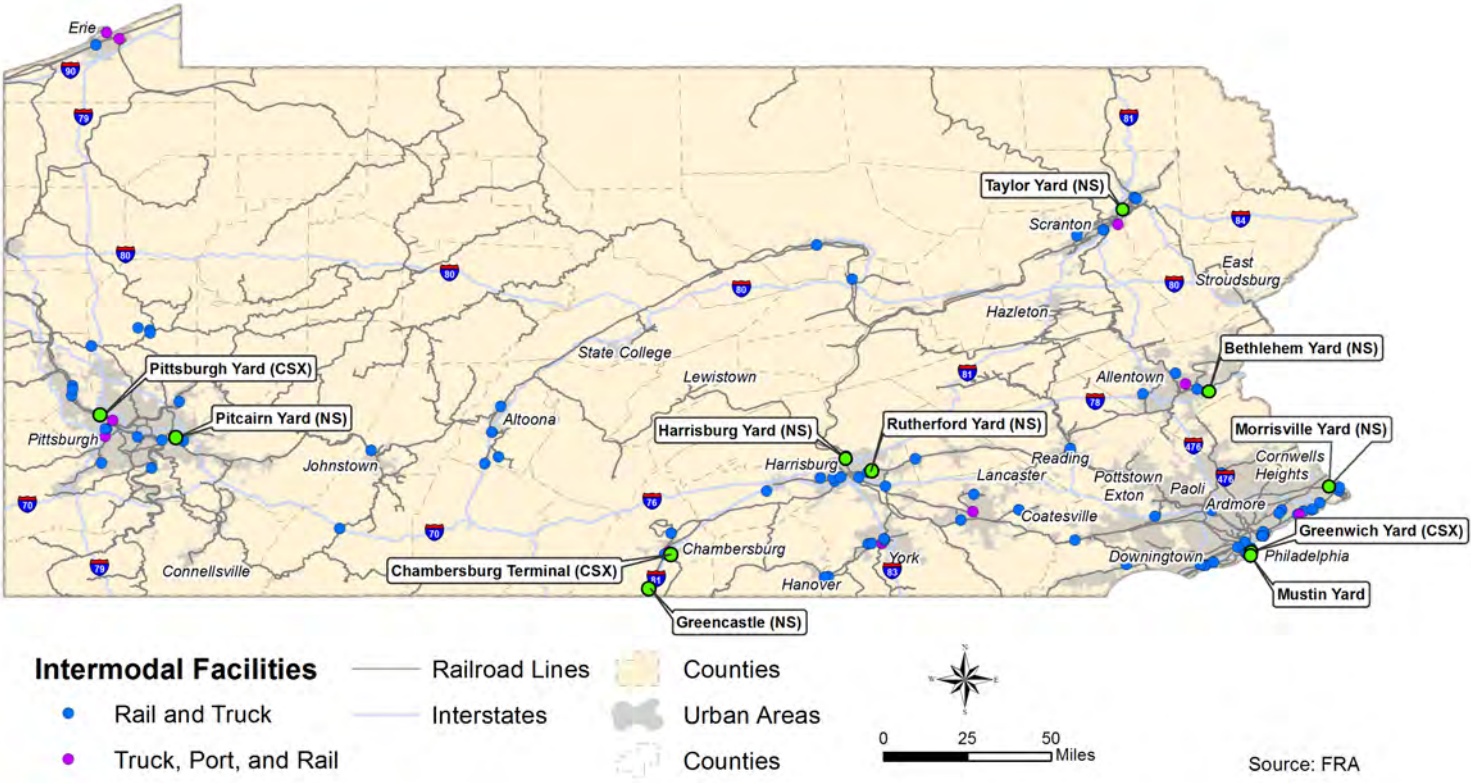 Erie
90
79
81
Taylor Yard (NS)
Scranton
84
80
80
80
80
East
Stroudsburg
Hazleton
State College
Pittsburgh Yard (CSX)
Bethlehem Yard (NS)
Lewistown
81
Allentown
78
Pitcairn Yard (NS)
Altoona
Harrisburg Yard (NS)
Rutherford Yard (NS)
Morrisville Yard (NS)
Pittsburgh
476
Johnstown
Harrisburg
Reading
Cornwells
Heights
Lancaster
Pottstown
476
Paoli
Exton
70
76
Ardmore
Coatesville
70
Greenwich Yard (CSX)
Chambersburg
Downingtown
Philadelphia
York
79
Connellsville
Chambersburg Terminal (CSX)
81
Hanover
83
Mustin Yard
Greencastle (NS)
Intermodal Facilities
Railroad Lines
Counties
N
W
E
S
Rail and Truck
Interstates
Urban Areas
0
25
50
Miles
Truck, Port, and Rail
Counties
Source: FRA